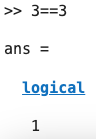 >> 3==3
ans =
logical
1